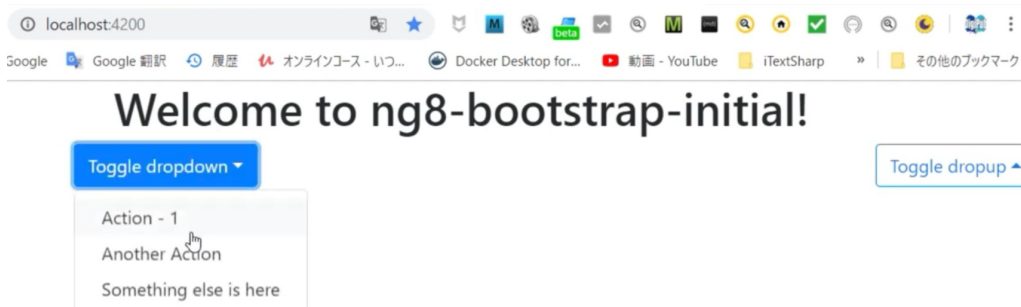 localhost:4200
beta
Google Google 翻訳 履歴 オンラインコース - いつ... Docker Desktop for... 動画 - YouTube iTextSharp » その他のブックマーク
Welcome to ng8-bootstrap-initial!
Toggle dropdown Toggle dropup
Action - 1
Another Action
Something else is here